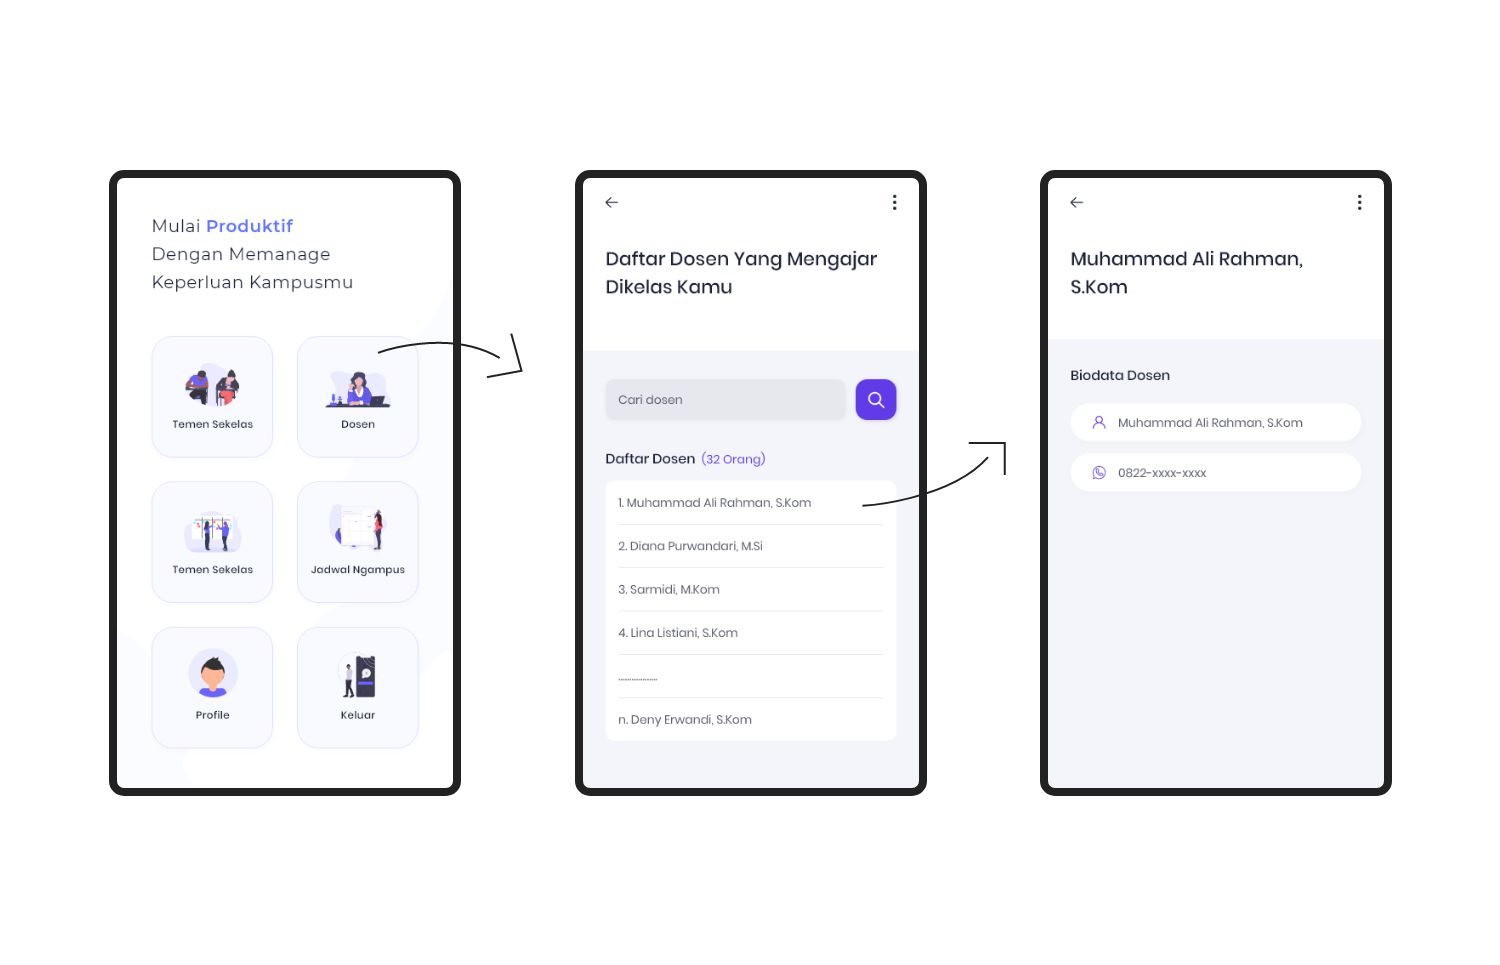 Mulai Produktif
Dengan Memanage
Keperluan Kampusmu
Temen Sekelas
Dosen
Temen Sekelas
Jadwal Ngampus
Profile
Keluar
Daftar Dosen Yang Mengajar
Dikelas Kamu
Cari dosen
Daftar Dosen (32 Orang)
1. Muhammad Ali Rahman, S.Kom
2. Diana Purwandari, M.Si
3. Sarmidi, M.Kom
4. Lina Listiani, S.Kom
..................
n. Deny Erwandi, S.Kom
Muhammad Ali Rahman,
S.Kom
Biodata Dosen
Muhammad Ali Rahman, S.Kom
0822-xxxx-xxxx